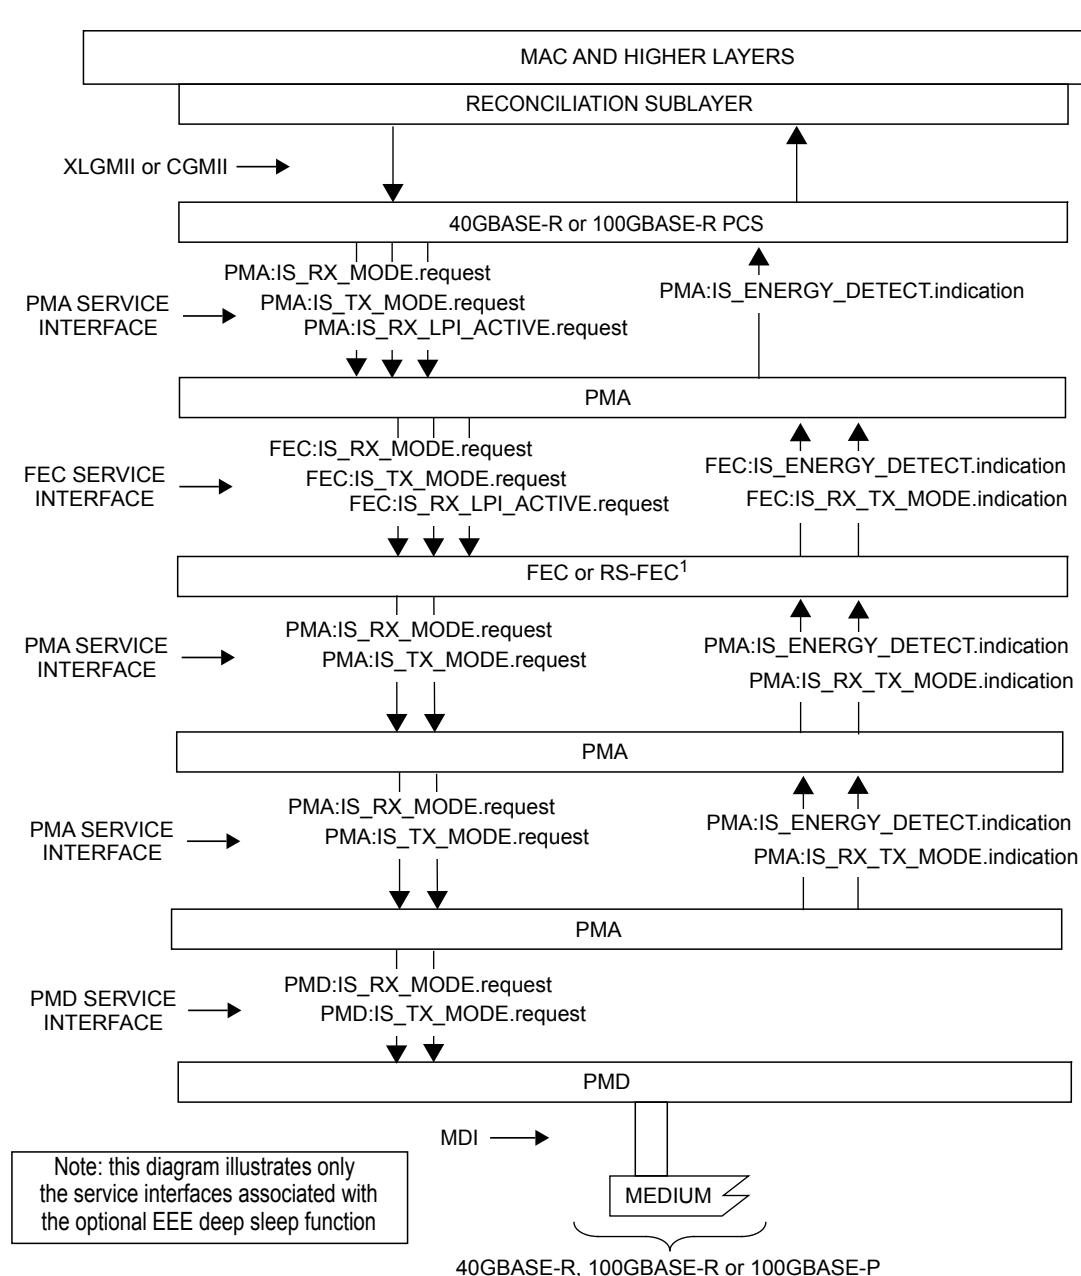 MAC AND HIGHER LAYERS
RECONCILIATION SUBLAYER
XLGMII or CGMII
40GBASE-R or 100GBASE-R PCS
PMA:IS_RX_MODE.request
PMA:IS_TX_MODE.request
PMA:IS_RX_LPI_ACTIVE.request
PMA:IS_ENERGY_DETECT.indication
PMA SERVICE
INTERFACE
PMA
FEC:IS_RX_MODE.request
FEC:IS_TX_MODE.request
FEC:IS_RX_LPI_ACTIVE.request
FEC:IS_ENERGY_DETECT.indication
FEC:IS_RX_TX_MODE.indication
FEC SERVICE
INTERFACE
FEC or RS-FEC¹
PMA:IS_RX_MODE.request
PMA:IS_TX_MODE.request
PMA:IS_ENERGY_DETECT.indication
PMA:IS_RX_TX_MODE.indication
PMA SERVICE
INTERFACE
PMA
PMA:IS_RX_MODE.request
PMA:IS_TX_MODE.request
PMA:IS_ENERGY_DETECT.indication
PMA:IS_RX_TX_MODE.indication
PMA SERVICE
INTERFACE
PMA
PMD:IS_RX_MODE.request
PMD:IS_TX_MODE.request
PMD SERVICE
INTERFACE
PMD
MDI
MEDIUM
Note: this diagram illustrates only
the service interfaces associated with
the optional EEE deep sleep function
40GBASE-R, 100GBASE-R or 100GBASE-P